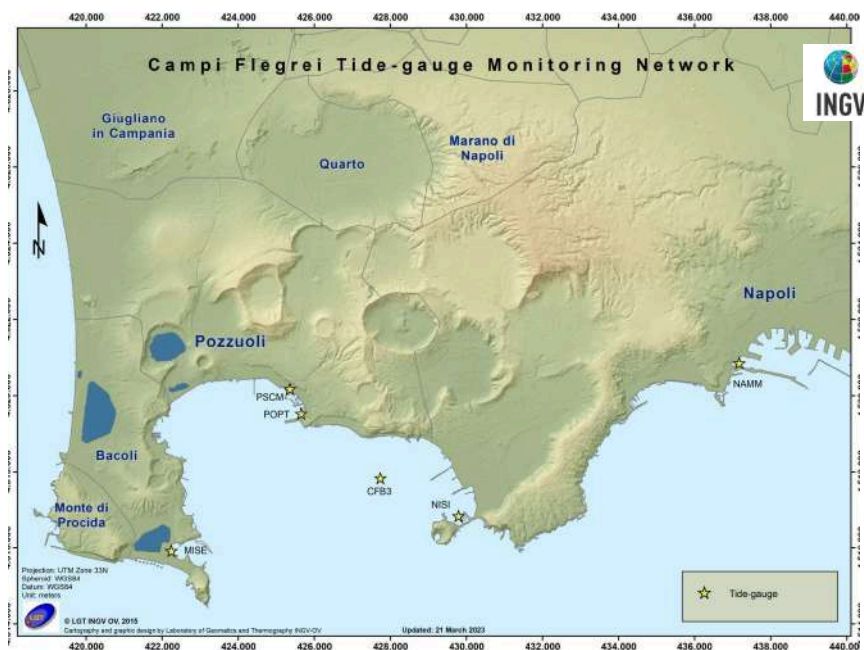 420.000 422.000 424.000 426.000 428.000 430.000 432.000 434.000 436.000 438.000 440.000
Campi Flegrei Tide-gauge Monitoring Network
INGV
Giugliano
in Campania
Quarto
Marano di
Napoli
N
Napoli
Pozzuoli
PSCM
POPT
NAMM
Bacoli
CFB3
NISI
Monte di
Procida
MISE
Projection: UTM Zone 33N
Spheroid: WGS84
Datum: WGS84
Unit: meters
Tide-gauge
LGT
© LGT INGV OV, 2015
Cartography and graphic design by Laboratory of Geomatics and Thermography INGV-OV
Updated: 21 March 2023
420.000 422.000 424.000 426.000 428.000 430.000 432.000 434.000 436.000 438.000 440.000